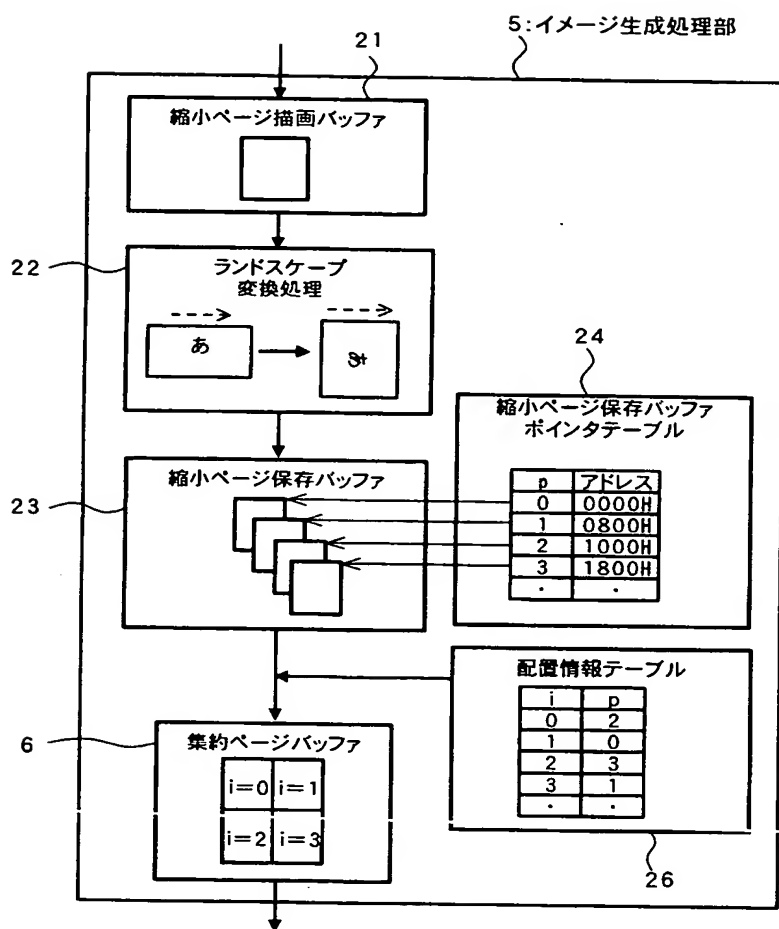 5:イメージ生成処理部
21
縮小ページ描画バッファ
22
ランドスケープ
変換処理
あ
あ
24
縮小ページ保存バッファ
ポインタテーブル
p アドレス
0 0000H
1 0800H
2 1000H
3 1800H
・ ・
23
縮小ページ保存バッファ
配置情報テーブル
i p
0 2
1 0
2 3
3 1
・ ・
26
6
集約ページバッファ
i=0 i=1
i=2 i=3